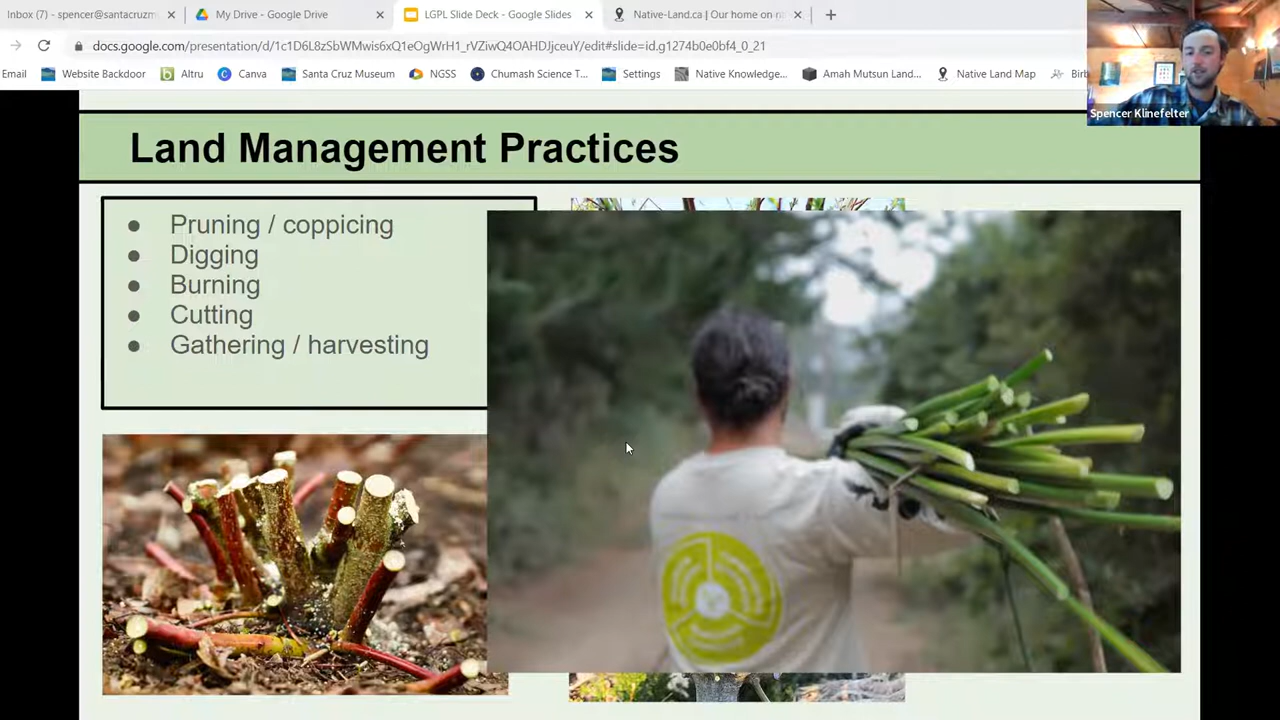 Inbox (7) - spencer@santacruzm
My Drive - Google Drive
LGPL Slide Deck - Google Slides
Native-Land.ca | Our home on na
docs.google.com/presentation/d/1c1D6L8zSbWMwis6xQ1eOgWrH1_rVZiwQ4OAHDJjceuY/edit#slide=id.g1274b0e0bf4_0_21
Email
Website Backdoor
Altru
Canva
Santa Cruz Museum
NGSS
Chumash Science T...
Settings
Native Knowledge...
Amah Mutsun Land...
Native Land Map
Birb
Spencer Klinefelter
Land Management Practices
● Pruning / coppicing
● Digging
● Burning
● Cutting
● Gathering / harvesting